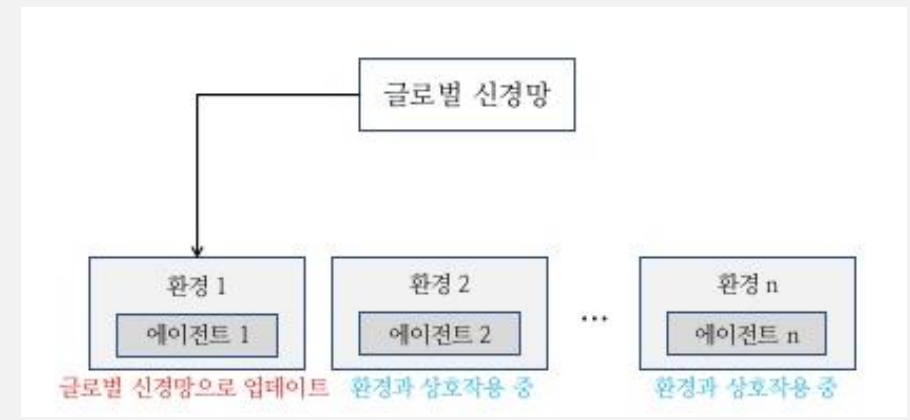 글로벌 신경망
환경 1
환경 2
환경 n
에이전트 1
에이전트 2
...
에이전트 n
글로벌 신경망으로 업데이트
환경과 상호작용 중
환경과 상호작용 중